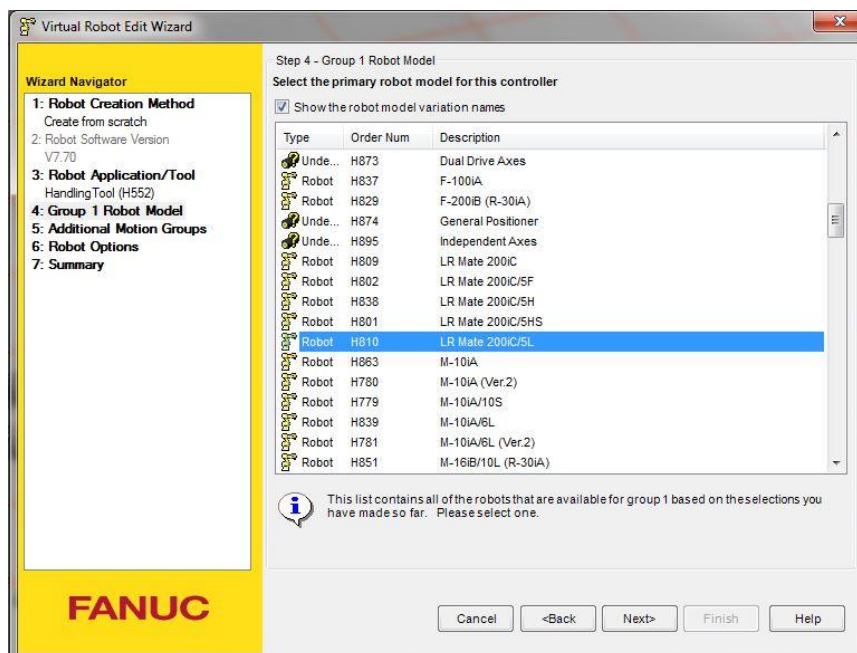 Virtual Robot Edit Wizard
Wizard Navigator
1: Robot Creation Method
Create from scratch
2: Robot Software Version
V7.70
3: Robot Application/Tool
HandlingTool (H552)
4: Group 1 Robot Model
5: Additional Motion Groups
6: Robot Options
7: Summary
FANUC
Step 4 - Group 1 Robot Model
Select the primary robot model for this controller
Show the robot model variation names
Type Order Num Description
Unde... H873 Dual Drive Axes
Robot H837 F-100iA
Robot H829 F-200iB (R-30iA)
Unde... H874 General Positioner
Unde... H895 Independent Axes
Robot H809 LR Mate 200iC
Robot H802 LR Mate 200iC/5F
Robot H838 LR Mate 200iC/5H
Robot H801 LR Mate 200iC/5HS
Robot H810 LR Mate 200iC/5L
Robot H863 M-10iA
Robot H780 M-10iA (Ver.2)
Robot H779 M-10iA/10S
Robot H839 M-10iA/6L
Robot H781 M-10iA/6L (Ver.2)
Robot H851 M-16iB/10L (R-30iA)
This list contains all of the robots that are available for group 1 based on the selections you
have made so far. Please select one.
Cancel <Back Next> Finish Help